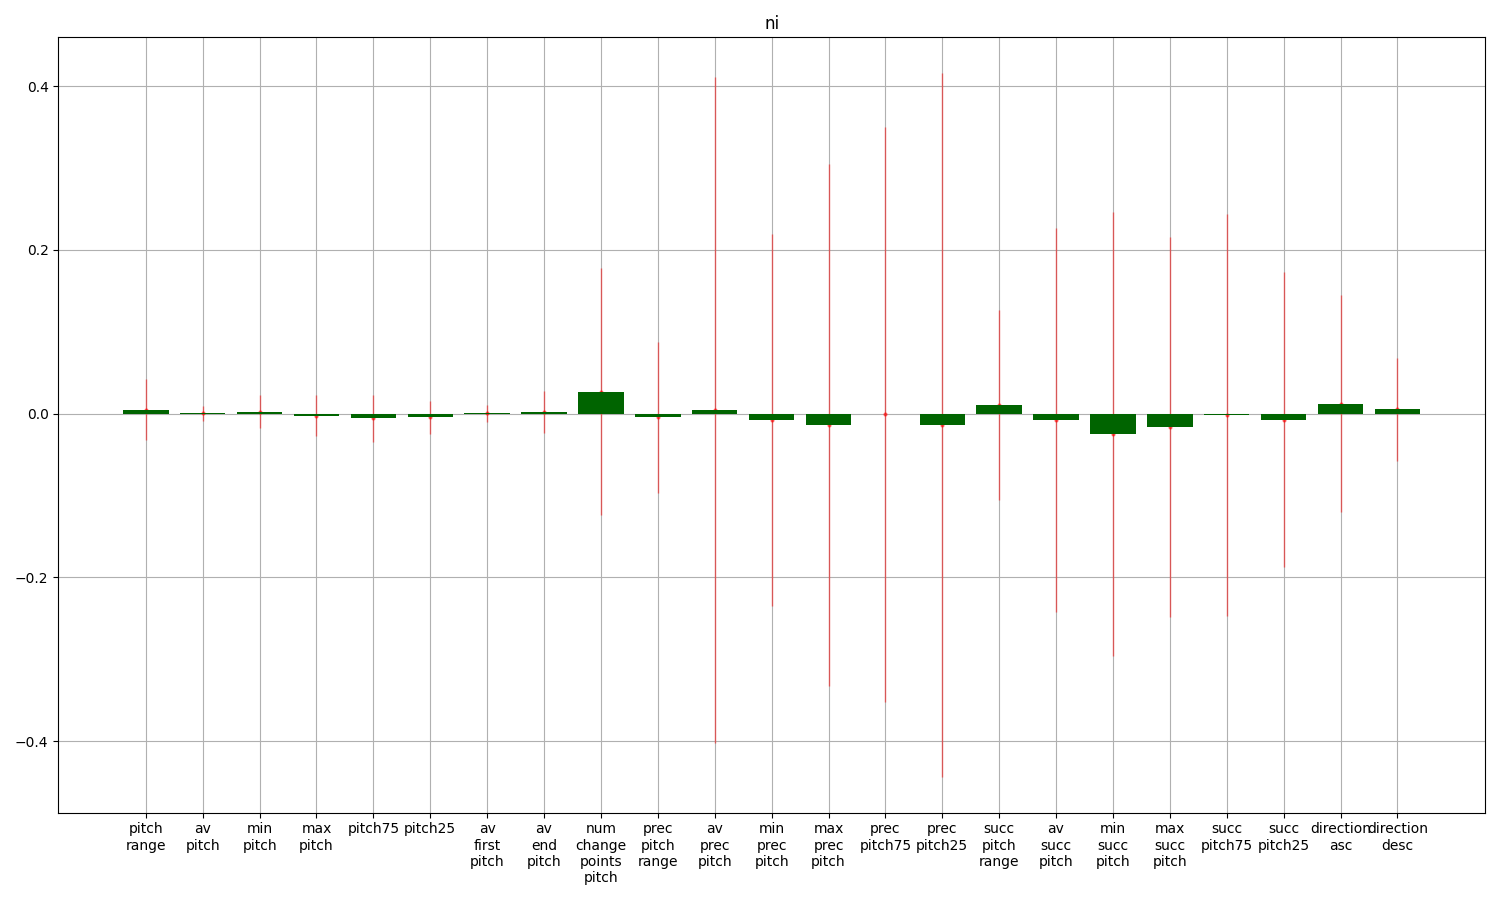 ni
0.4
0.2
0.0
−0.2
−0.4
pitch
range
av
pitch
min
pitch
max
pitch
pitch75
pitch25
av
first
pitch
av
end
pitch
num
change
points
pitch
prec
pitch
range
av
prec
pitch
min
prec
pitch
max
prec
pitch
prec
pitch75
prec
pitch25
succ
pitch
range
av
succ
pitch
min
succ
pitch
max
succ
pitch
succ
pitch75
succ
pitch25
direction
asc
direction
desc